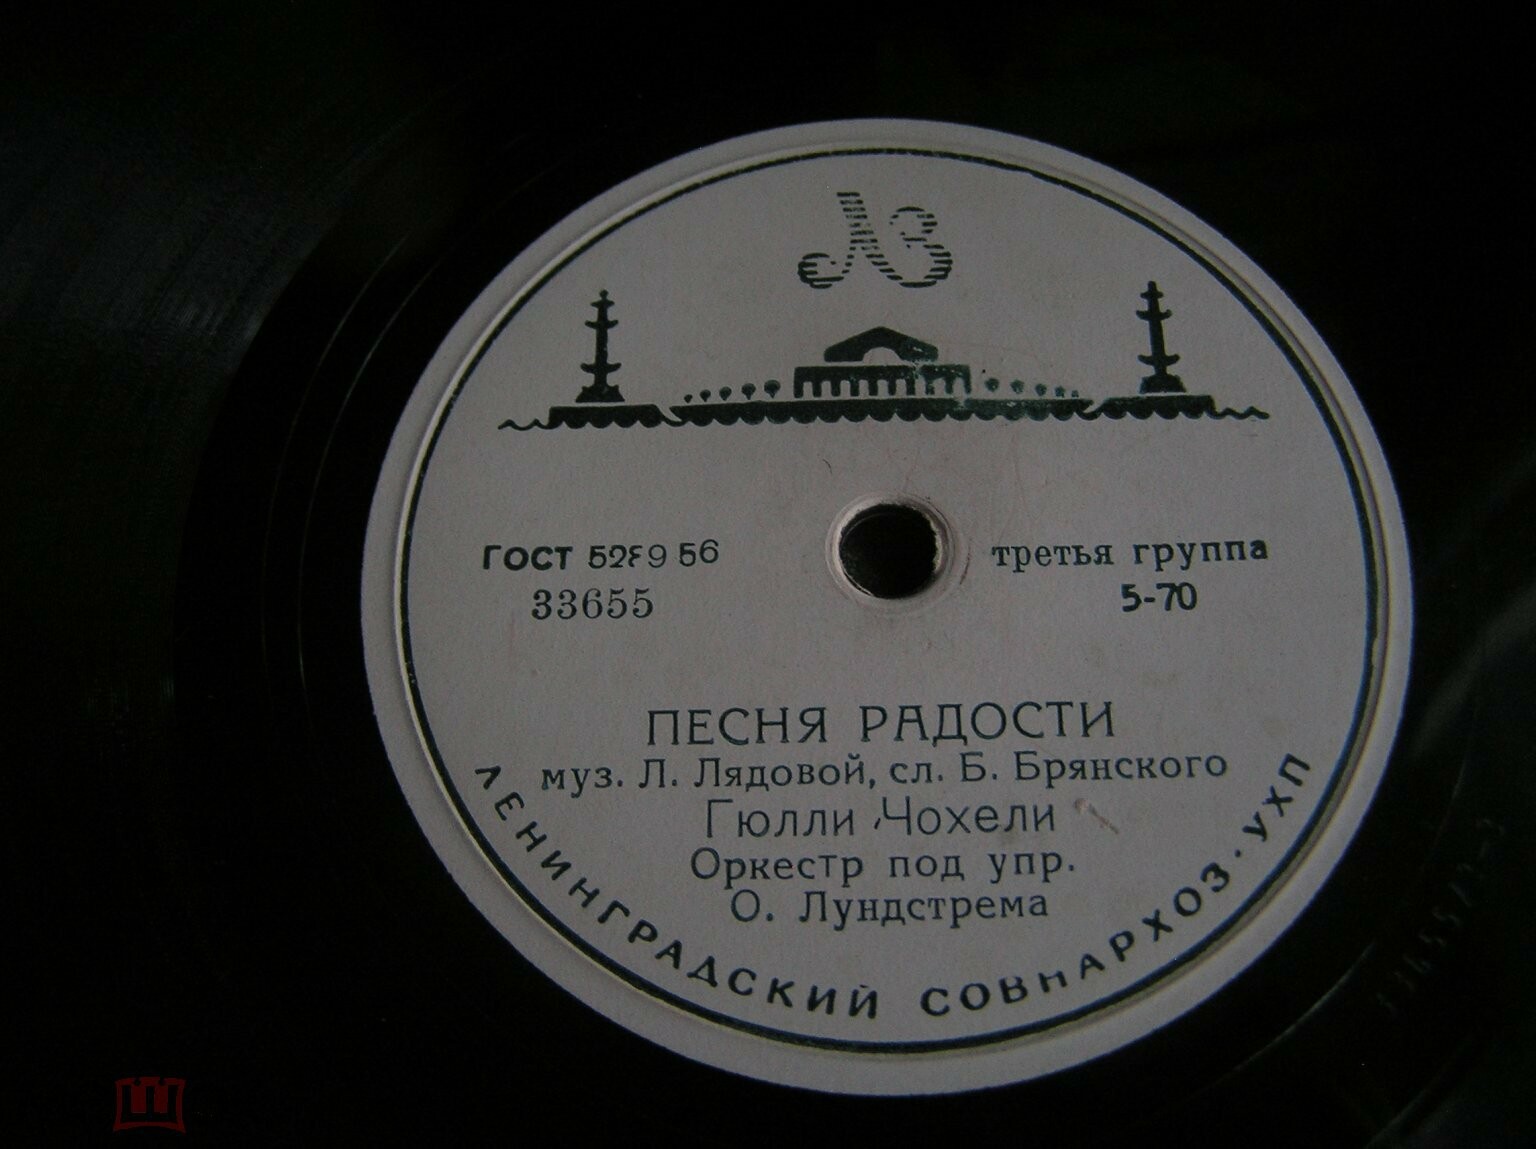 ЛЗ
ГОСТ 5289 56
33655
третья группа
5-70
ПЕСНЯ РАДОСТИ
муз. Л. Лядовой, сл. Б. Брянского
Гюлли Чохели
Оркестр под упр.
О. Лундстрема
ЛЕНИНГРАДСКИЙ СОВНАРХОЗ · УХП